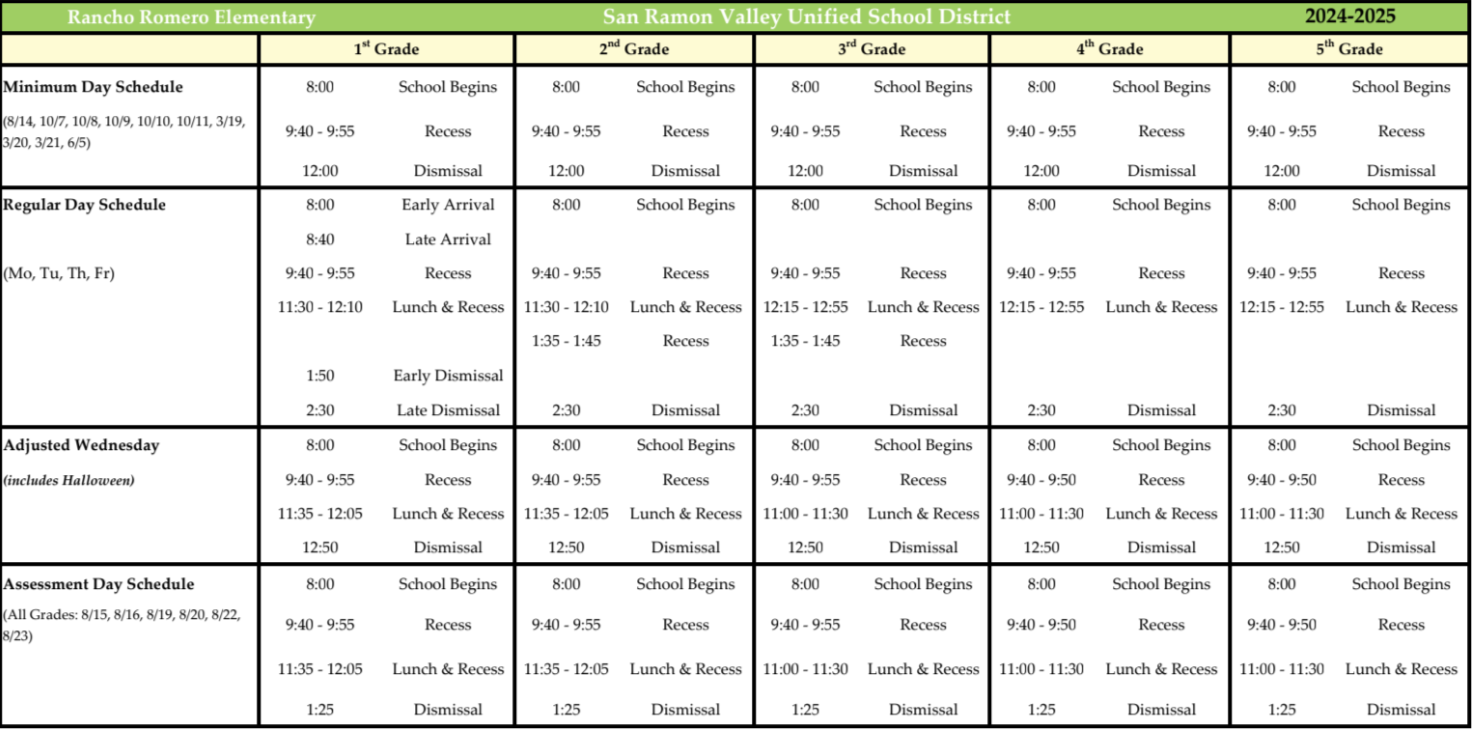 Rancho Romero Elementary San Ramon Valley Unified School District 2024-2025
1st Grade 2nd Grade 3rd Grade 4th Grade 5th Grade
Minimum Day Schedule 8:00 School Begins 8:00 School Begins 8:00 School Begins 8:00 School Begins 8:00 School Begins
(8/14, 10/7, 10/8, 10/9, 10/10, 10/11, 3/19,
3/20, 3/21, 6/5) 9:40 - 9:55 Recess 9:40 - 9:55 Recess 9:40 - 9:55 Recess 9:40 - 9:55 Recess 9:40 - 9:55 Recess
12:00 Dismissal 12:00 Dismissal 12:00 Dismissal 12:00 Dismissal 12:00 Dismissal
Regular Day Schedule 8:00 Early Arrival 8:00 School Begins 8:00 School Begins 8:00 School Begins 8:00 School Begins
8:40 Late Arrival
(Mo, Tu, Th, Fr) 9:40 - 9:55 Recess 9:40 - 9:55 Recess 9:40 - 9:55 Recess 9:40 - 9:55 Recess 9:40 - 9:55 Recess
11:30 - 12:10 Lunch & Recess 11:30 - 12:10 Lunch & Recess 12:15 - 12:55 Lunch & Recess 12:15 - 12:55 Lunch & Recess 12:15 - 12:55 Lunch & Recess
1:35 - 1:45 Recess 1:35 - 1:45 Recess
1:50 Early Dismissal
2:30 Late Dismissal 2:30 Dismissal 2:30 Dismissal 2:30 Dismissal 2:30 Dismissal
Adjusted Wednesday 8:00 School Begins 8:00 School Begins 8:00 School Begins 8:00 School Begins 8:00 School Begins
(includes Halloween) 9:40 - 9:55 Recess 9:40 - 9:55 Recess 9:40 - 9:55 Recess 9:40 - 9:50 Recess 9:40 - 9:50 Recess
11:35 - 12:05 Lunch & Recess 11:35 - 12:05 Lunch & Recess 11:00 - 11:30 Lunch & Recess 11:00 - 11:30 Lunch & Recess 11:00 - 11:30 Lunch & Recess
12:50 Dismissal 12:50 Dismissal 12:50 Dismissal 12:50 Dismissal 12:50 Dismissal
Assessment Day Schedule 8:00 School Begins 8:00 School Begins 8:00 School Begins 8:00 School Begins 8:00 School Begins
(All Grades: 8/15, 8/16, 8/19, 8/20, 8/22,
8/23) 9:40 - 9:55 Recess 9:40 - 9:55 Recess 9:40 - 9:55 Recess 9:40 - 9:50 Recess 9:40 - 9:50 Recess
11:35 - 12:05 Lunch & Recess 11:35 - 12:05 Lunch & Recess 11:00 - 11:30 Lunch & Recess 11:00 - 11:30 Lunch & Recess 11:00 - 11:30 Lunch & Recess
1:25 Dismissal 1:25 Dismissal 1:25 Dismissal 1:25 Dismissal 1:25 Dismissal